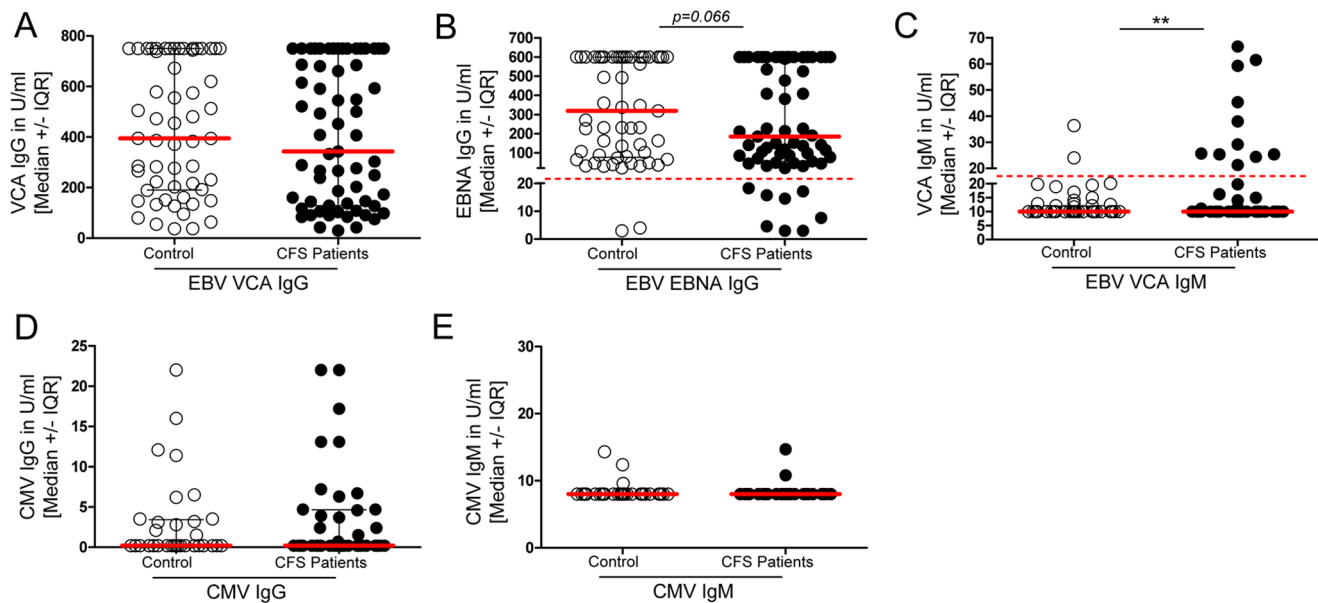 A
VCA IgG in U/ml
[Median +/- IQR]
800
600
400
200
0
Control
CFS Patients
EBV VCA IgG
B
p=0.066
EBNA IgG in U/ml
[Median +/- IQR]
700
600
500
400
300
200
100
20
10
0
Control
CFS Patients
EBV EBNA IgG
C
**
VCA IgM in U/ml
[Median +/- IQR]
70
60
50
40
30
20
20
15
10
5
0
Control
CFS Patients
EBV VCA IgM
D
CMV IgG in U/ml
[Median +/- IQR]
25
20
15
10
5
0
Control
CFS Patients
CMV IgG
E
CMV IgM in U/ml
[Median +/- IQR]
30
20
10
0
Control
CFS Patients
CMV IgM